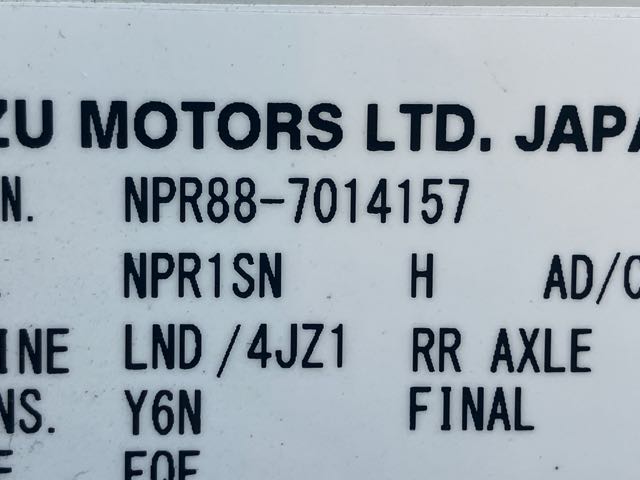 ZU MOTORS LTD. JAPA
N. NPR88-7014157
NPR1SN H AD/C
INE LND/4JZ1 RR AXLE
NS. Y6N FINAL